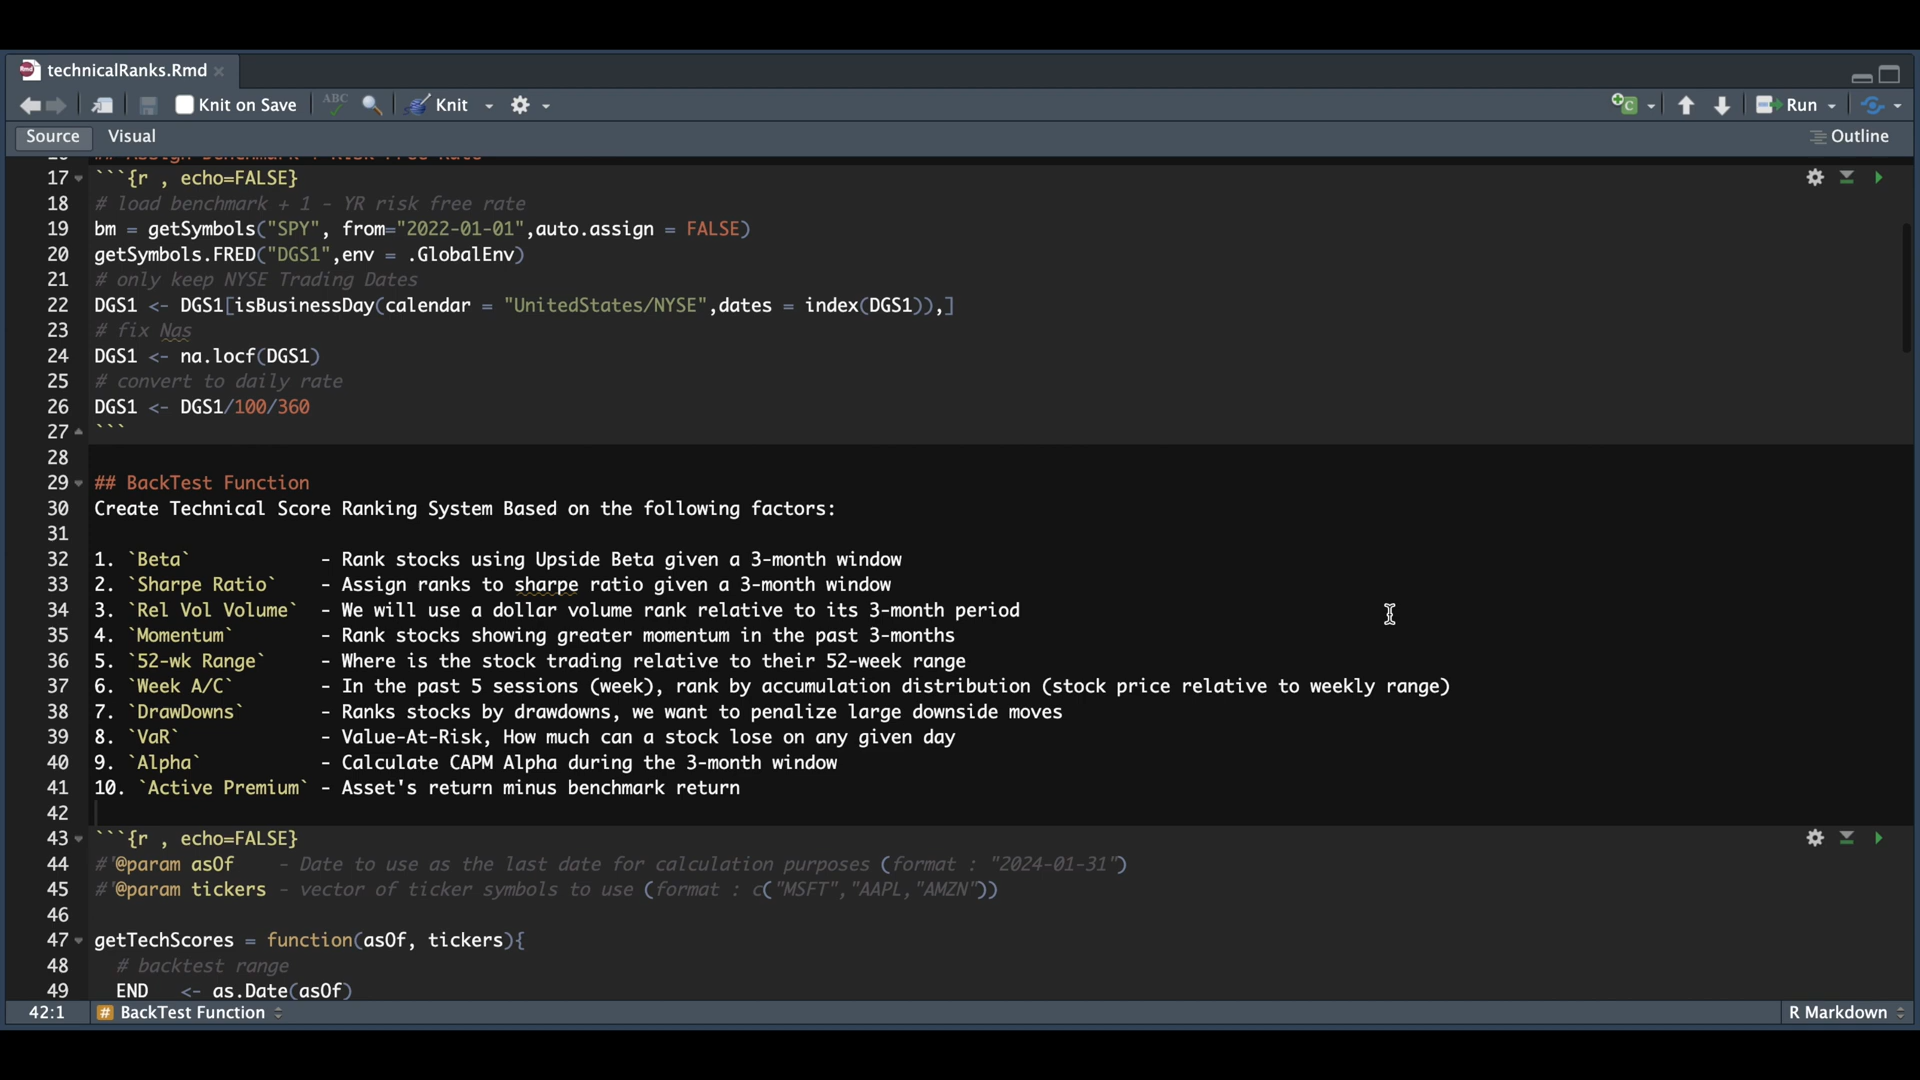 technicalRanks.Rmd
Knit on Save
ABC
Knit
Run
Source Visual
Outline
16 ## Assign Benchmark + Risk Free Rate
17 ```{r , echo=FALSE}
18 # load benchmark + 1 - YR risk free rate
19 bm = getSymbols("SPY", from="2022-01-01",auto.assign = FALSE)
20 getSymbols.FRED("DGS1",env = .GlobalEnv)
21 # only keep NYSE Trading Dates
22 DGS1 <- DGS1[isBusinessDay(calendar = "UnitedStates/NYSE",dates = index(DGS1)),]
23 # fix Nas
24 DGS1 <- na.locf(DGS1)
25 # convert to daily rate
26 DGS1 <- DGS1/100/360
27 ```
28
29 ## BackTest Function
30 Create Technical Score Ranking System Based on the following factors:
31
32 1. `Beta` - Rank stocks using Upside Beta given a 3-month window
33 2. `Sharpe Ratio` - Assign ranks to sharpe ratio given a 3-month window
34 3. `Rel Vol Volume` - We will use a dollar volume rank relative to its 3-month period
35 4. `Momentum` - Rank stocks showing greater momentum in the past 3-months
36 5. `52-wk Range` - Where is the stock trading relative to their 52-week range
37 6. `Week A/C` - In the past 5 sessions (week), rank by accumulation distribution (stock price relative to weekly range)
38 7. `DrawDowns` - Ranks stocks by drawdowns, we want to penalize large downside moves
39 8. `VaR` - Value-At-Risk, How much can a stock lose on any given day
40 9. `Alpha` - Calculate CAPM Alpha during the 3-month window
41 10. `Active Premium` - Asset's return minus benchmark return
42
43 ```{r , echo=FALSE}
44 #'@param asOf - Date to use as the last date for calculation purposes (format : "2024-01-31")
45 #'@param tickers - vector of ticker symbols to use (format : c("MSFT","AAPL,"AMZN"))
46
47 getTechScores = function(asOf, tickers){
48 # backtest range
49 END <- as.Date(asOf)
42:1 # BackTest Function
R Markdown